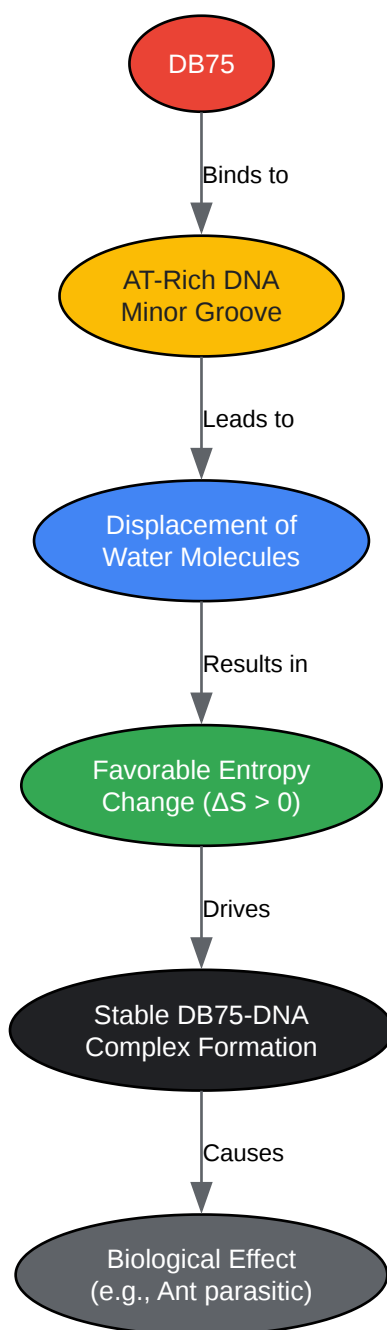 DB75
Binds to
AT-Rich DNA
Minor Groove
Leads to
Displacement of
Water Molecules
Results in
Favorable Entropy
Change (ΔS > 0)
Drives
Stable DB75-DNA
Complex Formation
Causes
Biological Effect
(e.g., Ant parasitic)